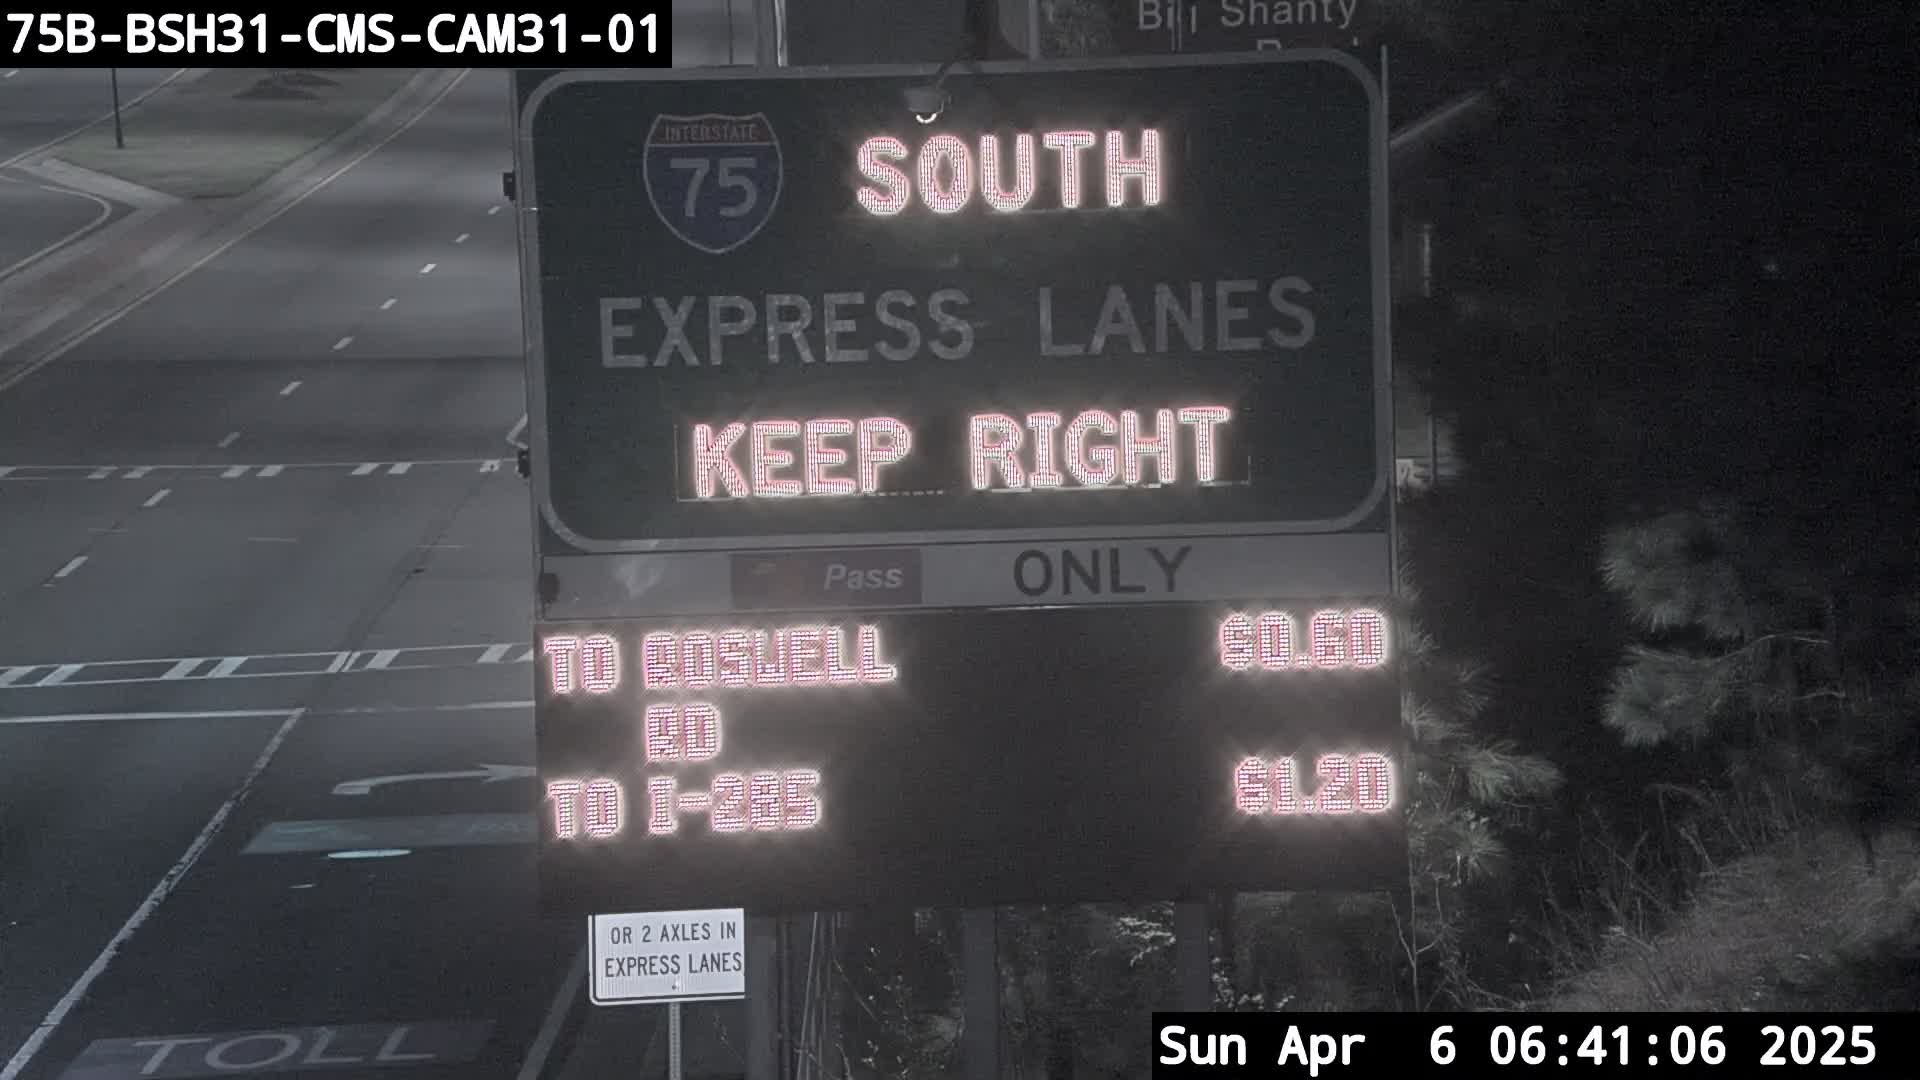 75B-BSH31-CMS-CAM31-01
Bill Shanty
INTERSTATE
75
SOUTH
EXPRESS LANES
KEEP RIGHT
Pass ONLY
TO ROSWELL $0.60
RD
TO I-285 $1.20
OR 2 AXLES IN
EXPRESS LANES
TOLL
Sun Apr 6 06:41:06 2025